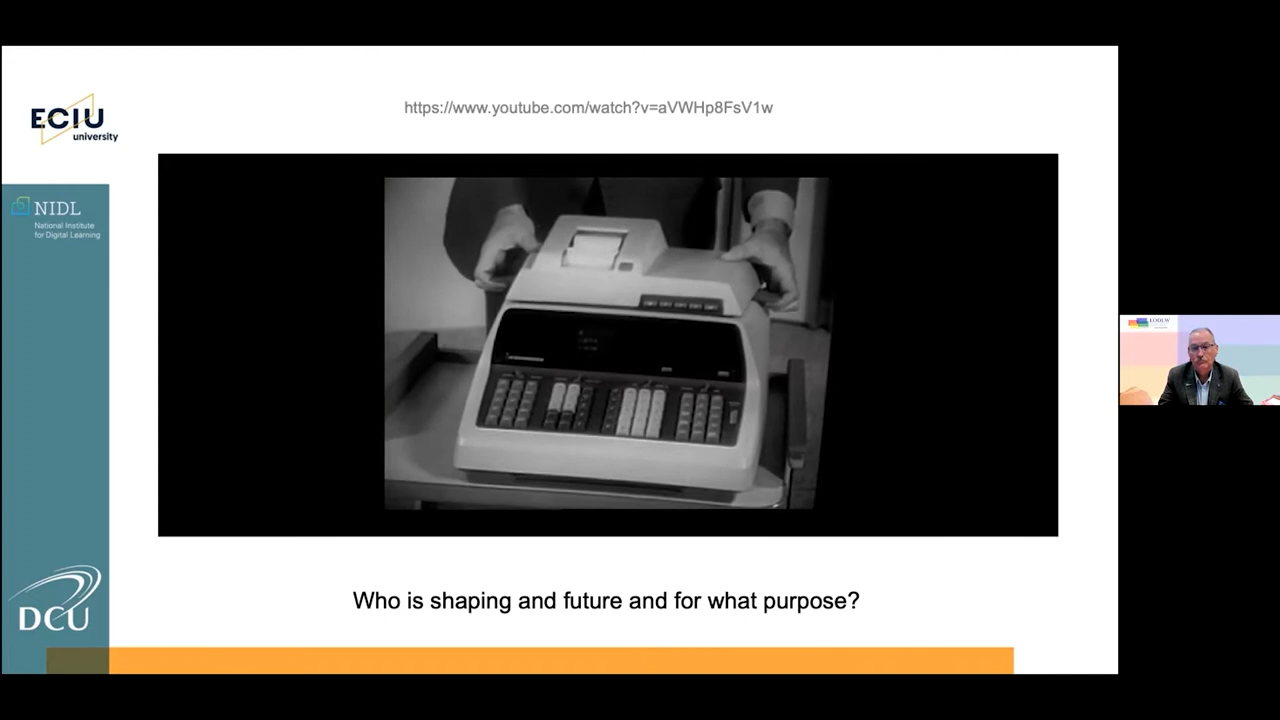 https://www.youtube.com/watch?v=aVWHp8FsV1w
ECIU
university
NIDL
National Institute
for Digital Learning
EODLW
Who is shaping and future and for what purpose?
DCU